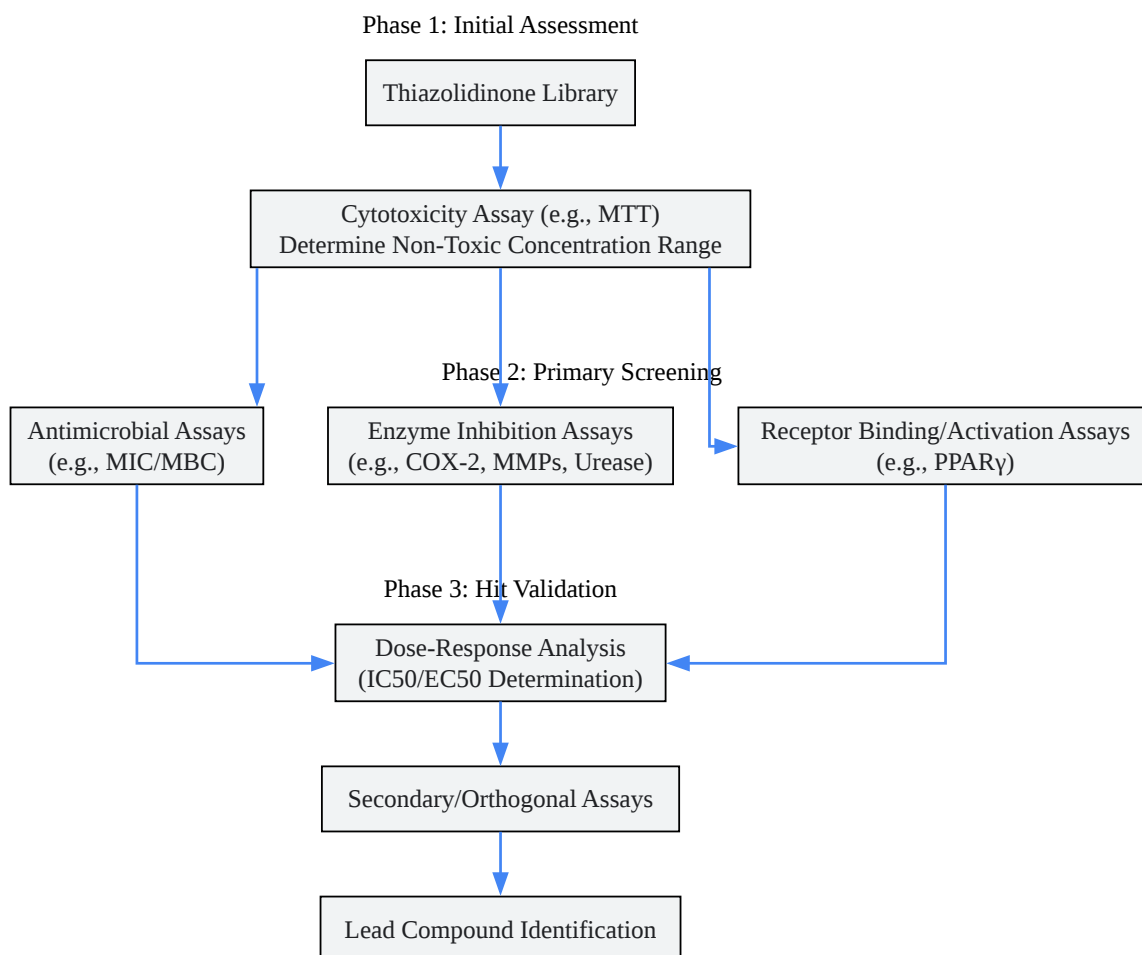 Phase 1: Initial Assessment
Thiazolidinone Library
Cytotoxicity Assay (e.g., MTT)
Determine Non-Toxic Concentration Range
Phase 2: Primary Screening
Antimicrobial Assays
(e.g., MIC/MBC)
Enzyme Inhibition Assays
(e.g., COX-2, MMPs, Urease)
Receptor Binding/Activation Assays
(e.g., PPARγ)
Phase 3: Hit Validation
Dose-Response Analysis
(IC50/EC50 Determination)
Secondary/Orthogonal Assays
Lead Compound Identification